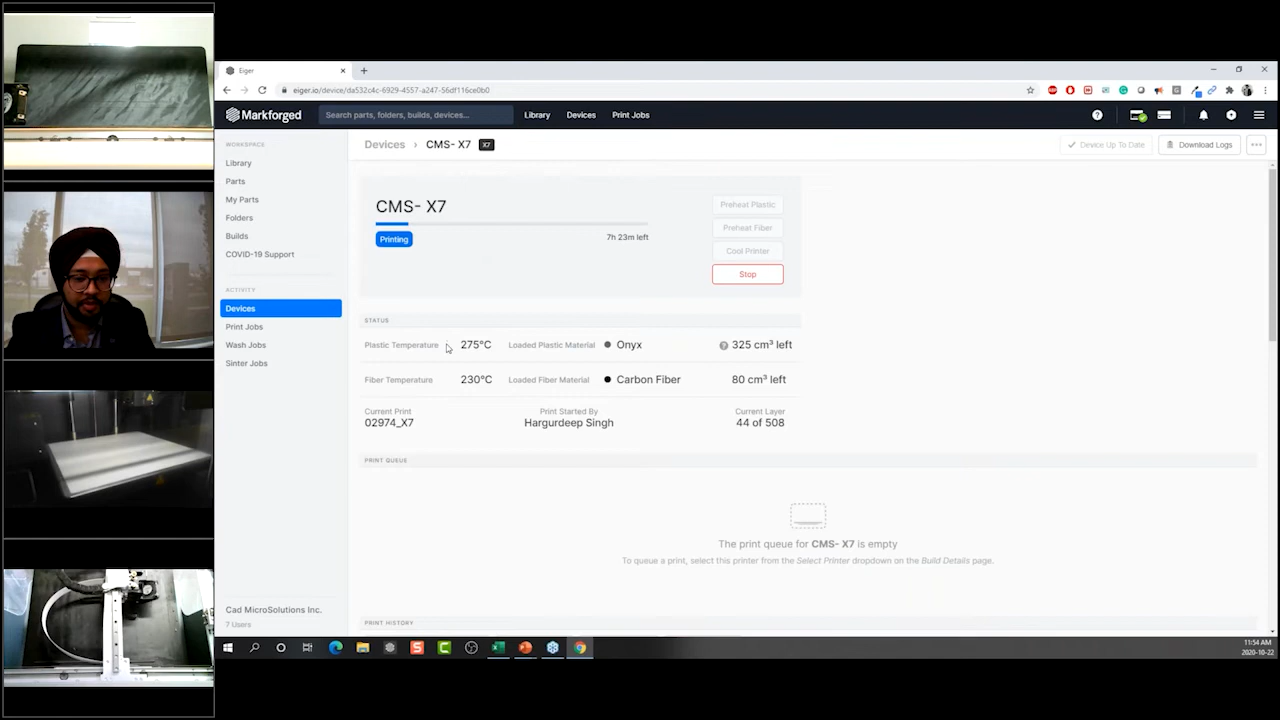 Eiger
eiger.io/device/da532c4c-6929-4557-a247-56df116ce0b0
Markforged
Search parts, folders, builds, devices...
Library
Devices
Print Jobs
WORKSPACE
Library
Parts
My Parts
Folders
Builds
COVID-19 Support
ACTIVITY
Devices
Print Jobs
Wash Jobs
Sinter Jobs
Cad MicroSolutions Inc.
7 Users
Devices › CMS- X7 X7
Device Up To Date
Download Logs
CMS- X7
Printing
7h 23m left
Preheat Plastic
Preheat Fiber
Cool Printer
Stop
STATUS
Plastic Temperature 275°C Loaded Plastic Material Onyx 325 cm³ left
Fiber Temperature 230°C Loaded Fiber Material Carbon Fiber 80 cm³ left
Current Print Print Started By Current Layer
02974_X7 Hargurdeep Singh 44 of 508
PRINT QUEUE
The print queue for CMS- X7 is empty
To queue a print, select this printer from the Select Printer dropdown on the Build Details page.
PRINT HISTORY
11:54 AM
2020-10-22